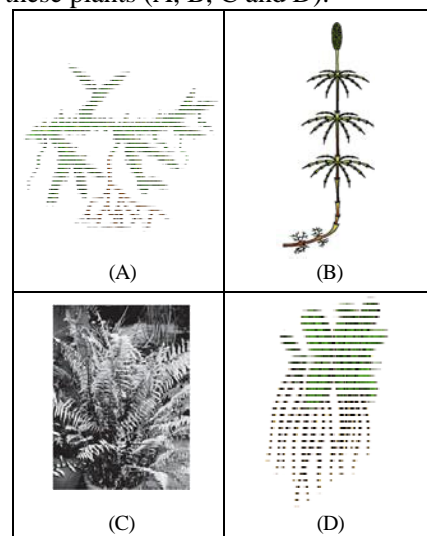 these plants (A, B, C and D).
(A)
(B)
(C)
(D)